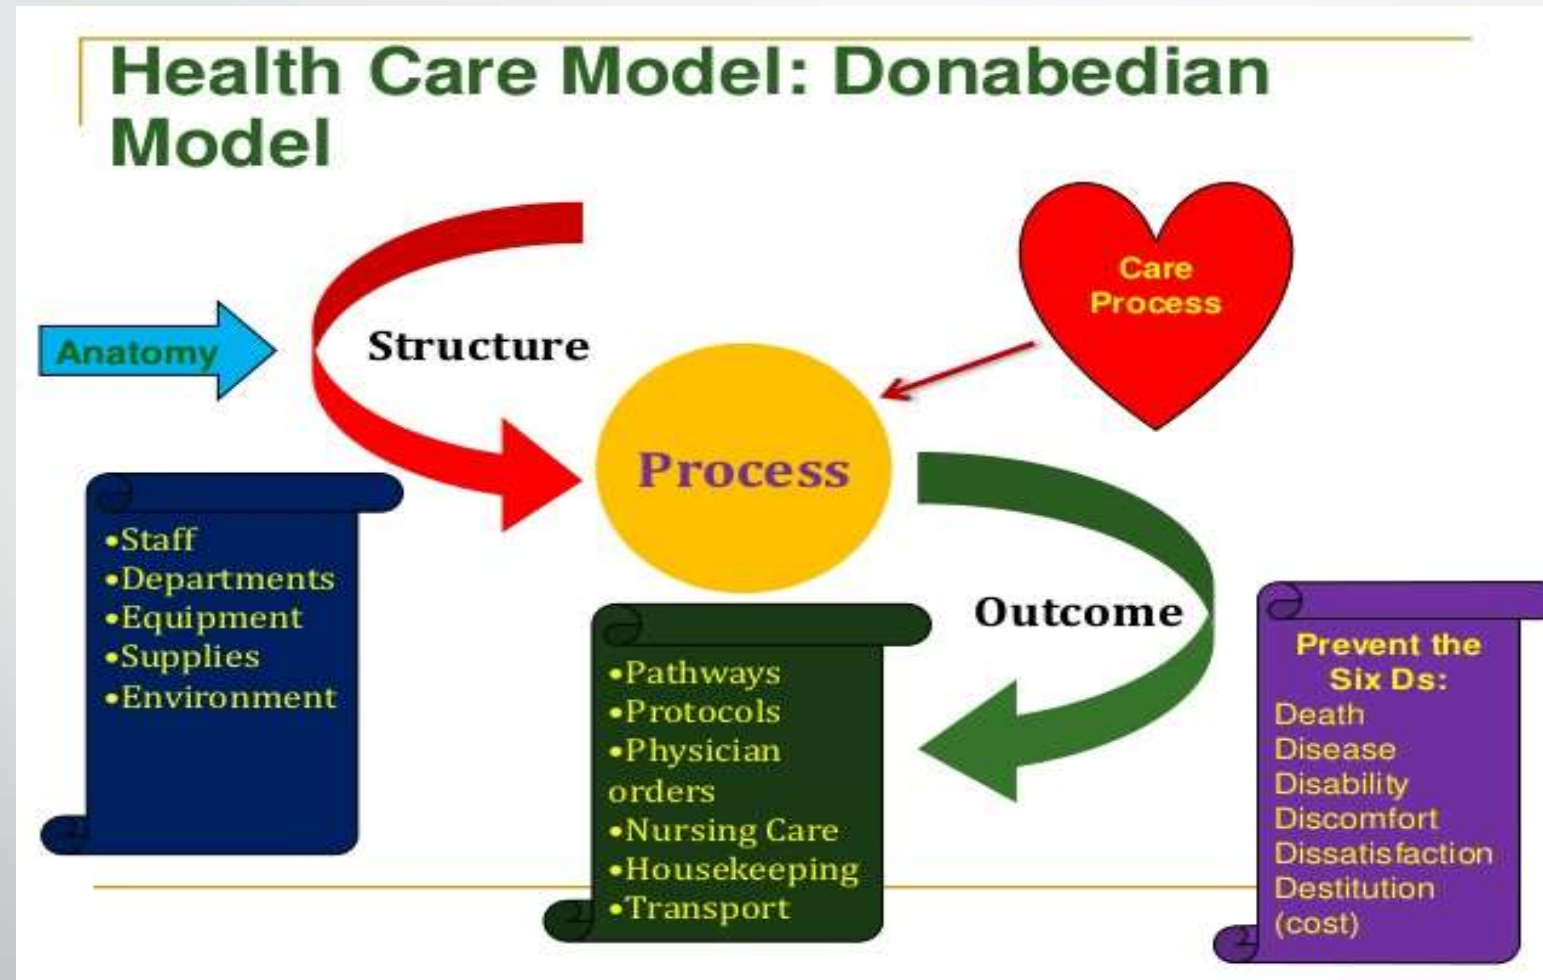 Health Care Model: Donabedian
Model
Anatomy
Structure
Care
Process
Process
•Staff
•Departments
•Equipment
•Supplies
•Environment
•Pathways
•Protocols
•Physician
orders
•Nursing Care
•Housekeeping
•Transport
Outcome
Prevent the
Six Ds:
Death
Disease
Disability
Discomfort
Dissatisfaction
Destitution
(cost)